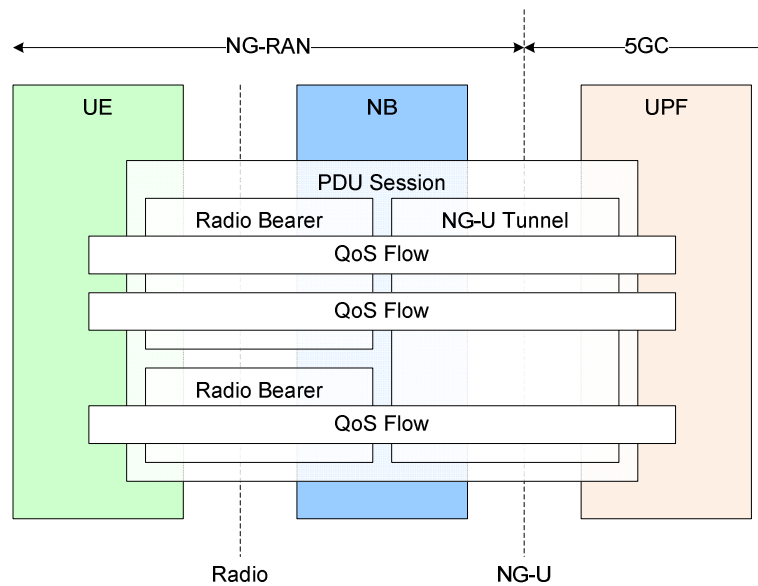 NG-RAN
5GC
UE
NB
UPF
PDU Session
Radio Bearer
NG-U Tunnel
QoS Flow
QoS Flow
Radio Bearer
QoS Flow
Radio
NG-U